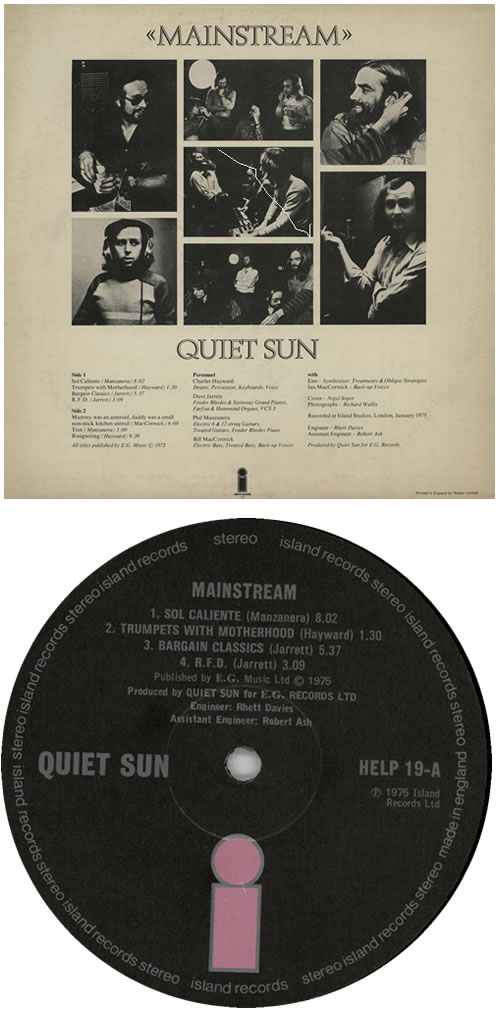 «MAINSTREAM»
QUIET SUN
Side 1
Sol Caliente (Manzanera) 8:02
Trumpets with Motherhood (Hayward) 1:30
Bargain Classics (Jarrett) 5:37
R.F.D. (Jarrett) 3:09
Side 2
Mummy was an asteroid, daddy was a small
non-stick kitchen utensil (MacCormick) 6:09
Trot (Manzanera) 5:00
Rongwrong (Hayward) 9:39
All titles published by E.G. Music © 1975
Personnel
Charles Hayward
Drums, Percussion, Keyboards, Voice
Dave Jarrett
Fender Rhodes & Steinway Grand Pianos,
Farfisa & Hammond Organs, VCS 3
Phil Manzanera
Electric 6 & 12 string Guitars,
Treated Guitars, Fender Rhodes Piano
Bill MacCormick
Electric Bass, Treated Bass, Back-up Voices
with
Eno - Synthesizer, Treatments & Oblique Strategies
Ian MacCormick - Back-up Voices
Cover - Nigel Soper
Photographs - Richard Wallis
Recorded at Island Studios, London, January 1975
Engineer - Rhett Davies
Assistant Engineer - Robert Ash
Produced by Quiet Sun for E.G. Records
Printed in England by Robor Limited
stereo island records stereo island records stereo island records stereo island records stereo island records stereo made in england stereo island records
MAINSTREAM
1. SOL CALIENTE (Manzanera) 8.02
2. TRUMPETS WITH MOTHERHOOD (Hayward) 1.30
3. BARGAIN CLASSICS (Jarrett) 5.37
4. R.F.D. (Jarrett) 3.09
Published by E.G. Music Ltd © 1975
Produced by QUIET SUN for E.G. RECORDS LTD
Engineer: Rhett Davies
Assistant Engineer: Robert Ash
QUIET SUN
HELP 19-A
℗ 1975 Island
Records Ltd